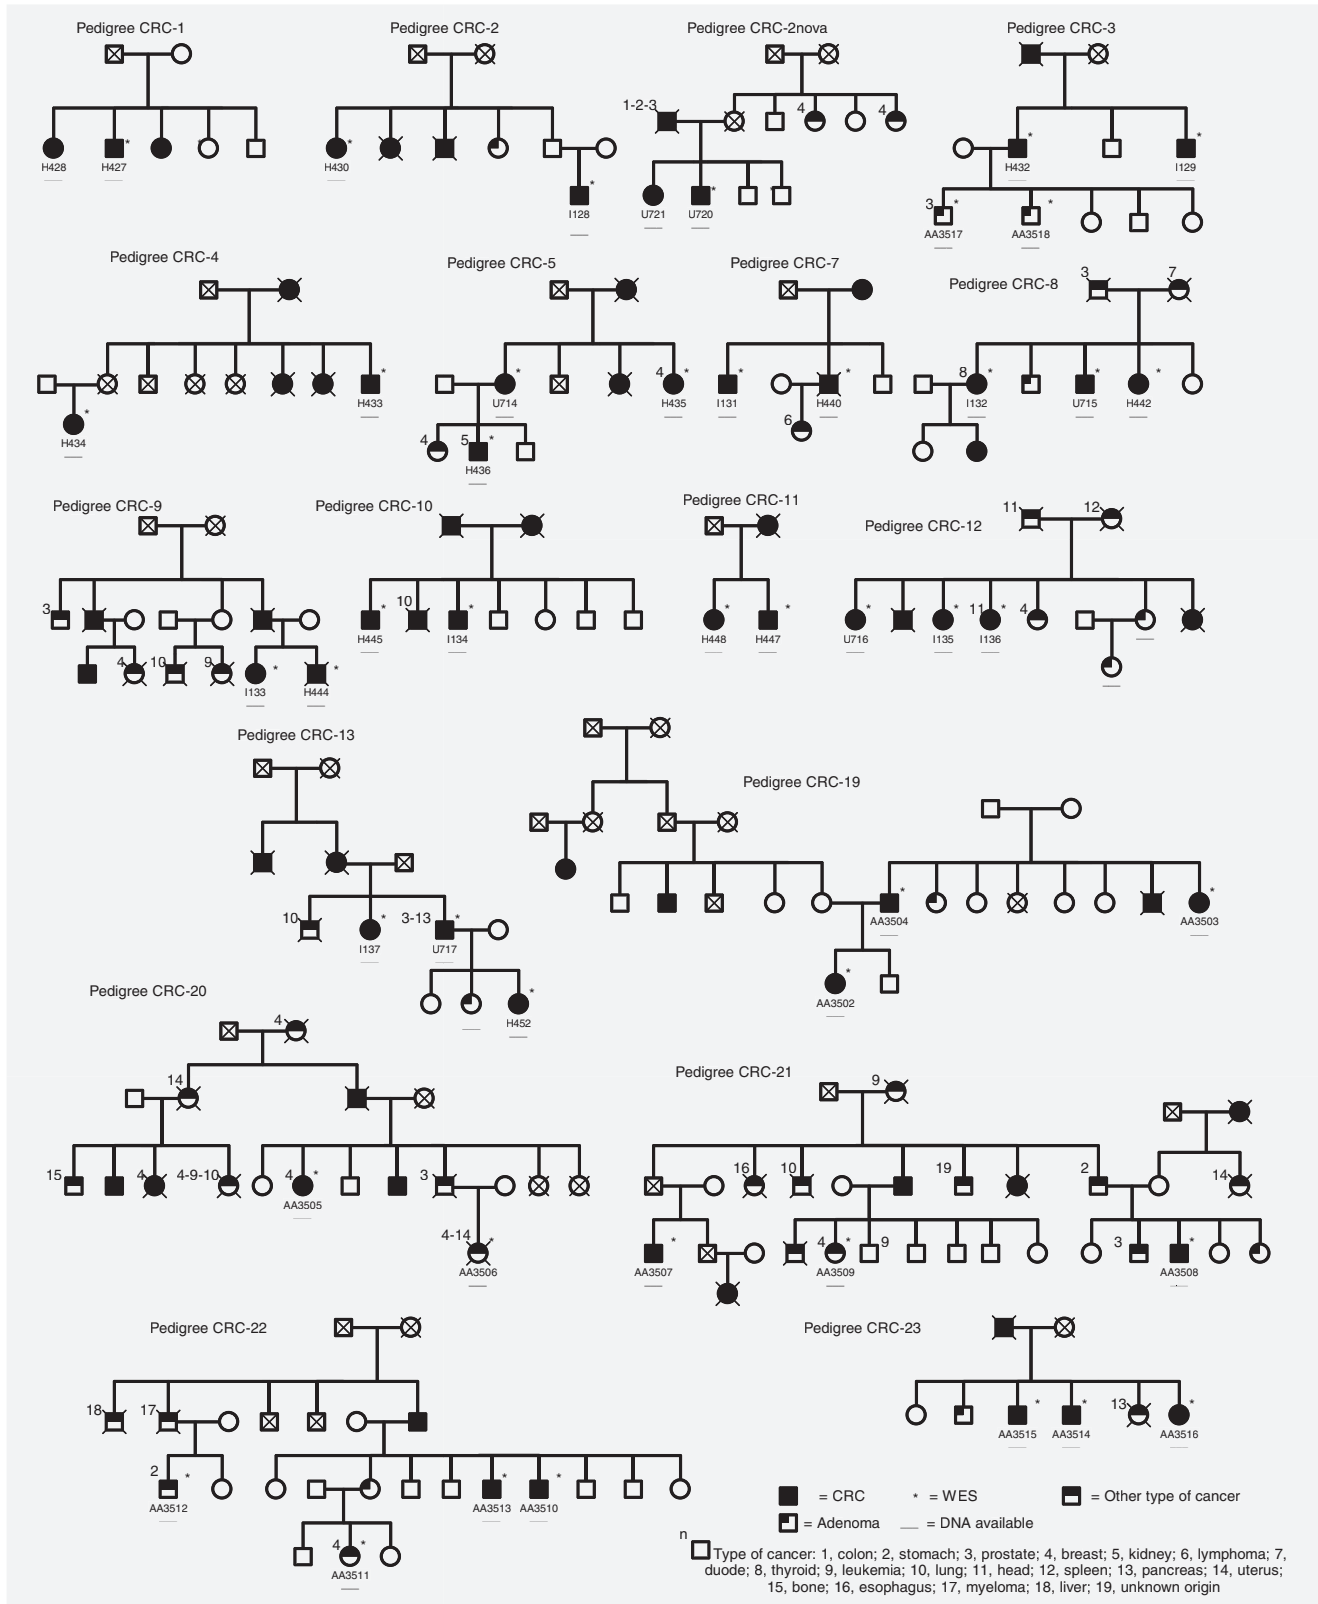 Pedigree CRC-1
Pedigree CRC-2
Pedigree CRC-2nova
Pedigree CRC-3
1-2-3
4
4
* * * *
H428 H427 H430 H432 I129
* *
I128 U721 U720
3 * *
AA3517 AA3518
Pedigree CRC-4
Pedigree CRC-5
Pedigree CRC-7
Pedigree CRC-8
3 7
* * 4 * * * 8 * * *
H433 U714 H435 I131 H440 I132 U715 H442
*
H434
4 5 * 6
H436
Pedigree CRC-9
Pedigree CRC-10
Pedigree CRC-11
Pedigree CRC-12
11 12
3 * 10 * * * * * 11 * 4
H445 I134 H448 H447 U716 I135 I136
4 10 9 * *
I133 H444
Pedigree CRC-13
Pedigree CRC-19
* *
AA3504 AA3503
10 * 3-13 *
I137 U717
*
AA3502
*
H452
Pedigree CRC-20
4
Pedigree CRC-21
9
14
15 4 4-9-10 4 * 3
AA3505
16 10 19 2 14
4-14 *
AA3506
* 4 * 9 3 *
AA3507 AA3509 AA3508
Pedigree CRC-22
Pedigree CRC-23
18 17
* * 13 *
AA3515 AA3514 AA3516
2 * * *
AA3512 AA3513 AA3510
4 *
AA3511
= CRC * = WES = Other type of cancer
= Adenoma — = DNA available
n
Type of cancer: 1, colon; 2, stomach; 3, prostate; 4, breast; 5, kidney; 6, lymphoma; 7,
duode; 8, thyroid; 9, leukemia; 10, lung; 11, head; 12, spleen; 13, pancreas; 14, uterus;
15, bone; 16, esophagus; 17, myeloma; 18, liver; 19, unknown origin